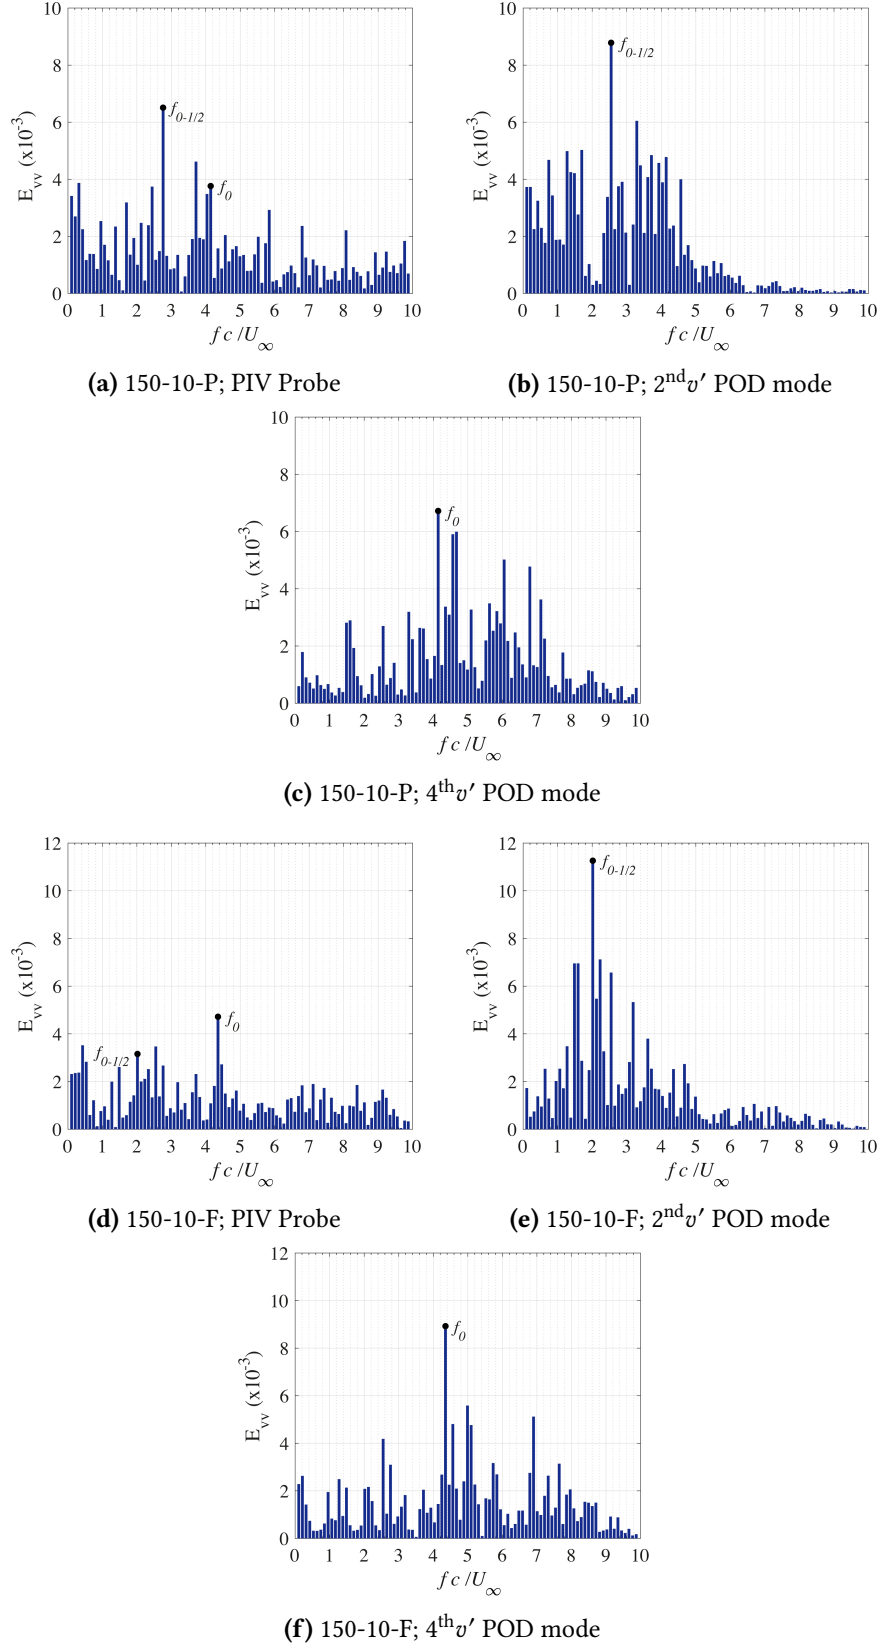 10
8
6
4
2
0
E_vv (x10^-3)
f_0-1/2
f_0
0 1 2 3 4 5 6 7 8 9 10
f c /U_∞
(a) 150-10-P; PIV Probe
10
8
6
4
2
0
E_vv (x10^-3)
f_0-1/2
0 1 2 3 4 5 6 7 8 9 10
f c /U_∞
(b) 150-10-P; 2^nd v′ POD mode
10
8
6
4
2
0
E_vv (x10^-3)
f_0
0 1 2 3 4 5 6 7 8 9 10
f c /U_∞
(c) 150-10-P; 4^th v′ POD mode
12
10
8
6
4
2
0
E_vv (x10^-3)
f_0-1/2
f_0
0 1 2 3 4 5 6 7 8 9 10
f c /U_∞
(d) 150-10-F; PIV Probe
12
10
8
6
4
2
0
E_vv (x10^-3)
f_0-1/2
0 1 2 3 4 5 6 7 8 9 10
f c /U_∞
(e) 150-10-F; 2^nd v′ POD mode
12
10
8
6
4
2
0
E_vv (x10^-3)
f_0
0 1 2 3 4 5 6 7 8 9 10
f c /U_∞
(f) 150-10-F; 4^th v′ POD mode